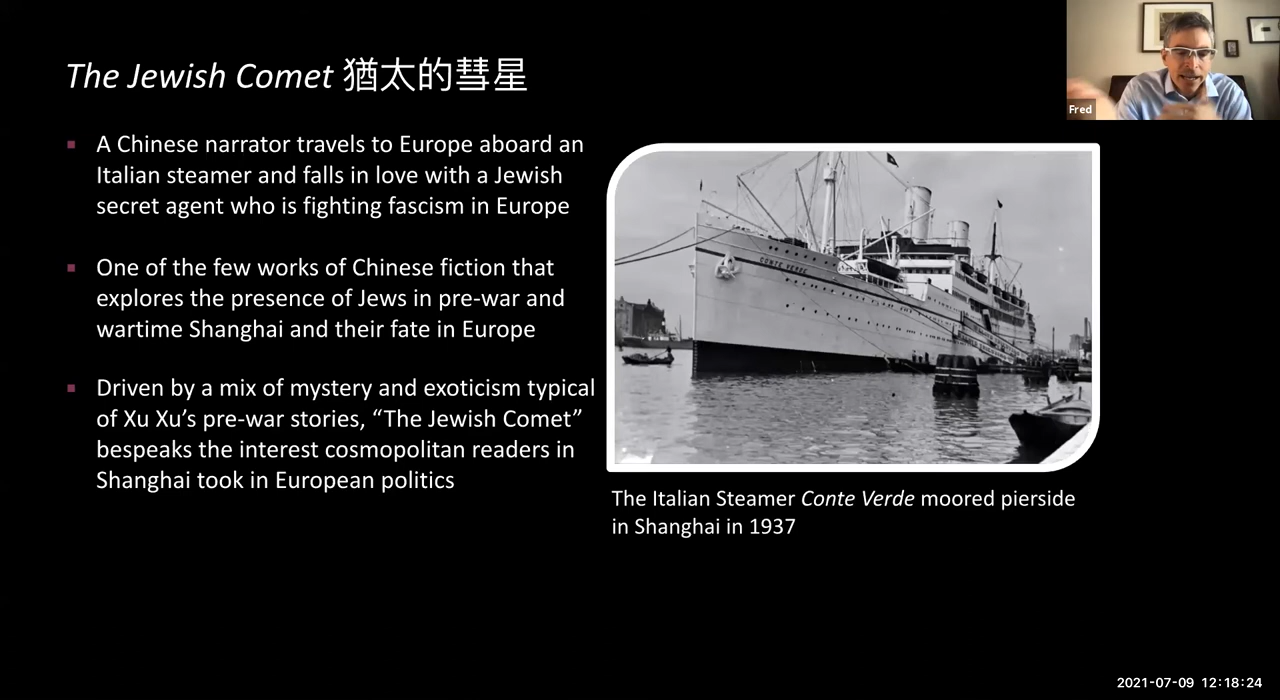 The Jewish Comet 猶太的彗星
Fred
▪ A Chinese narrator travels to Europe aboard an
Italian steamer and falls in love with a Jewish
secret agent who is fighting fascism in Europe
▪ One of the few works of Chinese fiction that
explores the presence of Jews in pre-war and
wartime Shanghai and their fate in Europe
▪ Driven by a mix of mystery and exoticism typical
of Xu Xu’s pre-war stories, “The Jewish Comet”
bespeaks the interest cosmopolitan readers in
Shanghai took in European politics
CONTE VERDE
The Italian Steamer Conte Verde moored pierside
in Shanghai in 1937
2021-07-09 12:18:24